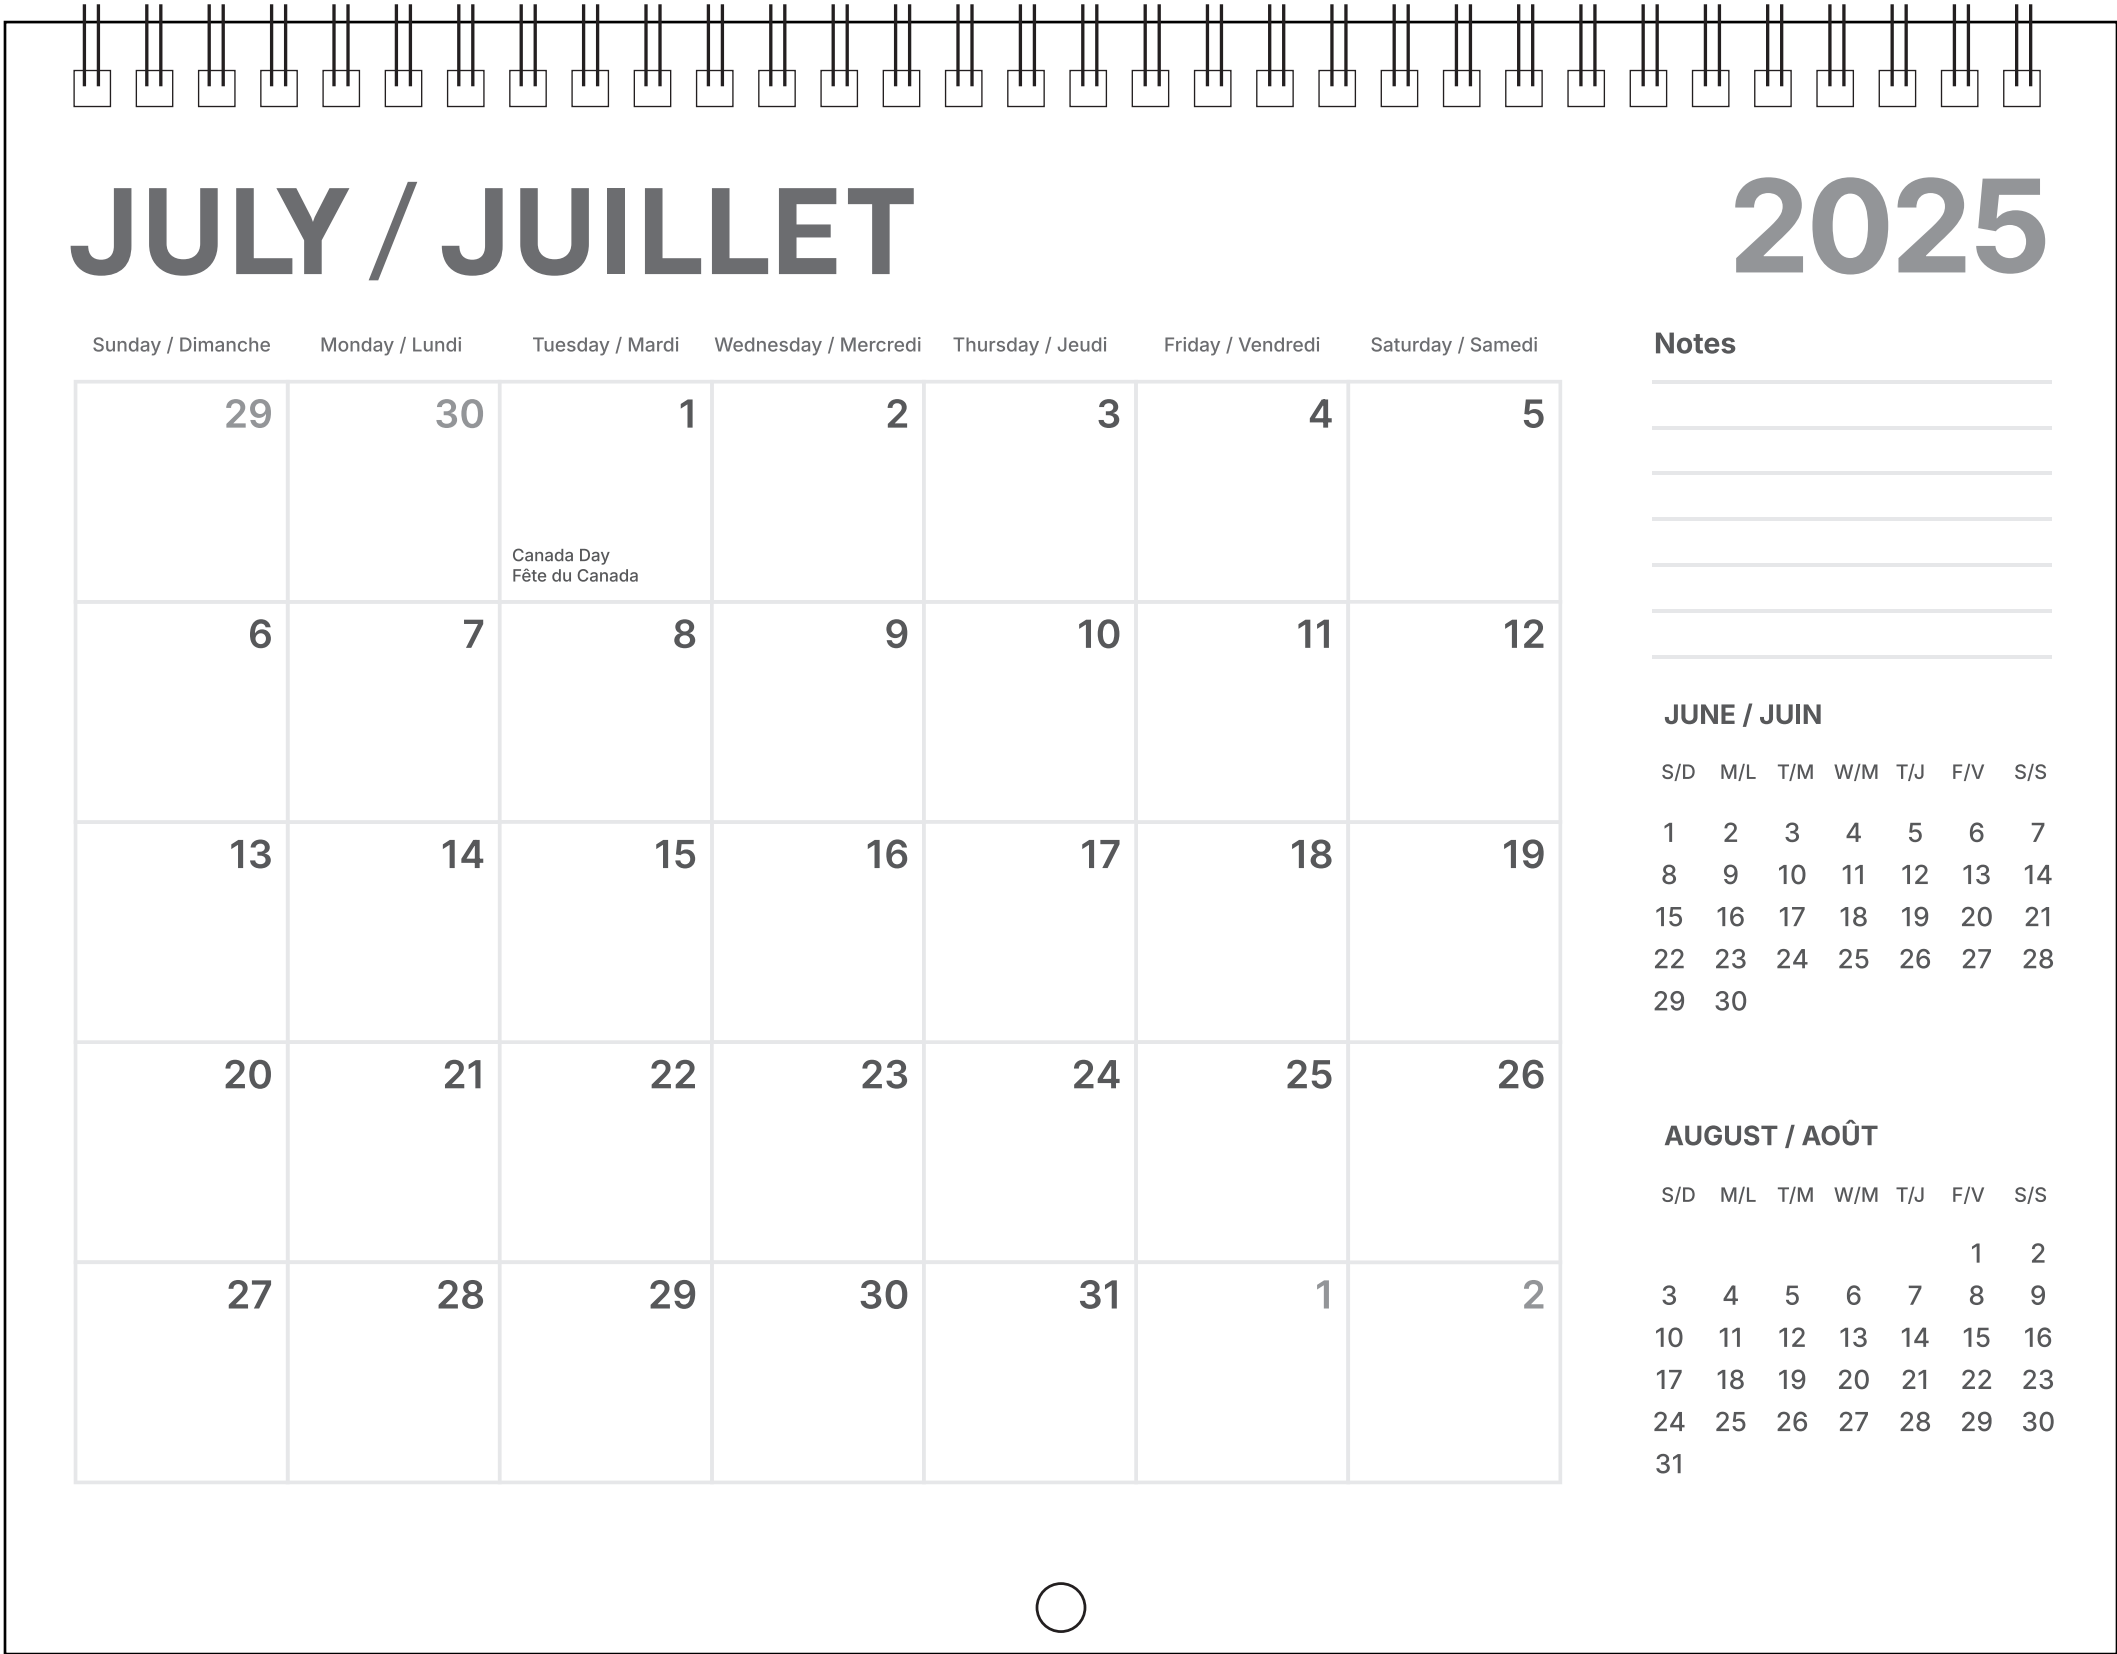 JULY / JUILLET 2025
Sunday / Dimanche Monday / Lundi Tuesday / Mardi Wednesday / Mercredi Thursday / Jeudi Friday / Vendredi Saturday / Samedi
29 30 1 2 3 4 5
Canada Day
Fête du Canada
6 7 8 9 10 11 12
13 14 15 16 17 18 19
20 21 22 23 24 25 26
27 28 29 30 31 1 2
Notes
JUNE / JUIN
S/D M/L T/M W/M T/J F/V S/S
1 2 3 4 5 6 7
8 9 10 11 12 13 14
15 16 17 18 19 20 21
22 23 24 25 26 27 28
29 30
AUGUST / AOÛT
S/D M/L T/M W/M T/J F/V S/S
1 2
3 4 5 6 7 8 9
10 11 12 13 14 15 16
17 18 19 20 21 22 23
24 25 26 27 28 29 30
31